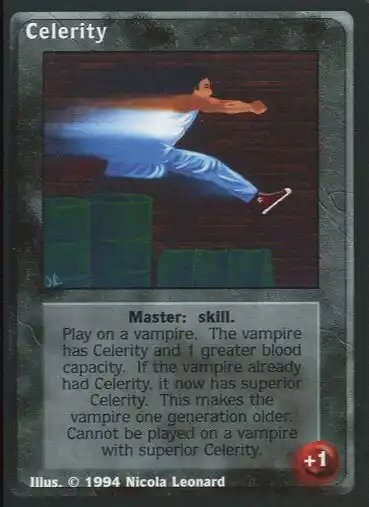 Celerity
Master: skill.
Play on a vampire. The vampire
has Celerity and 1 greater blood
capacity. If the vampire already
had Celerity, it now has superior
Celerity. This makes the
vampire one generation older.
Cannot be played on a vampire
with superior Celerity.
+1
Illus. © 1994 Nicola Leonard